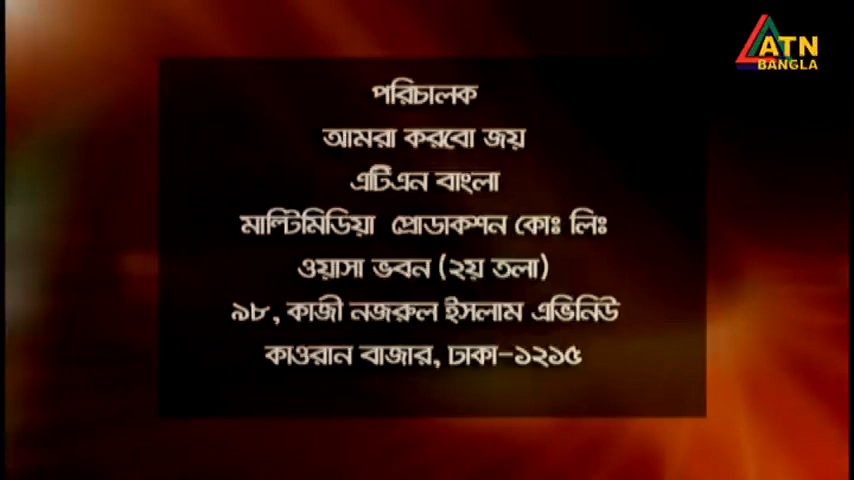 ATN
BANGLA
পরিচালক
আমরা করবো জয়
এটিএন বাংলা
মাল্টিমিডিয়া প্রোডাকশন কোঃ লিঃ
ওয়াসা ভবন (২য় তলা)
৯৮, কাজী নজরুল ইসলাম এভিনিউ
কাওরান বাজার, ঢাকা-১২১৫